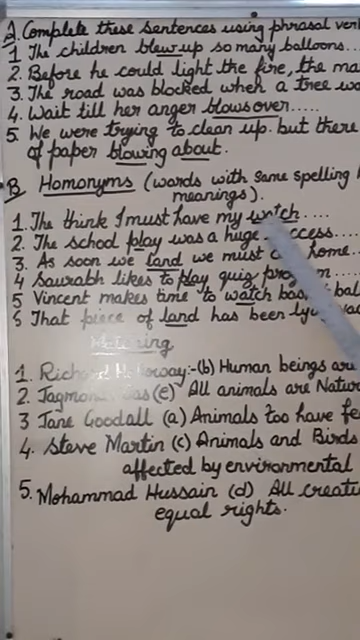 A. Complete these sentences using phrasal ver
1 The children blew up so many balloons...
2. Before he could light the fire, the ma
3. The road was blocked when a tree wa
4. Wait till her anger blows over.....
5. We were trying to clean up. but there
of paper blowing about.
B. Homonyms (words with same spelling
meanings).
1. The think I must have my watch....
2. The school play was a huge
3. As soon we land we must home...
4 Saurabh likes to play quiz
5 Vincent makes time to watch
6 That piece of land has been
1. :-(b) Human beings are
2. (e) All animals are Natur
3 Jane Goodall (a) Animals too have fe
4. Steve Martin (c) Animals and Birds
affected by environmental
5. Mohammad Hussain (d) All creatu
equal rights.